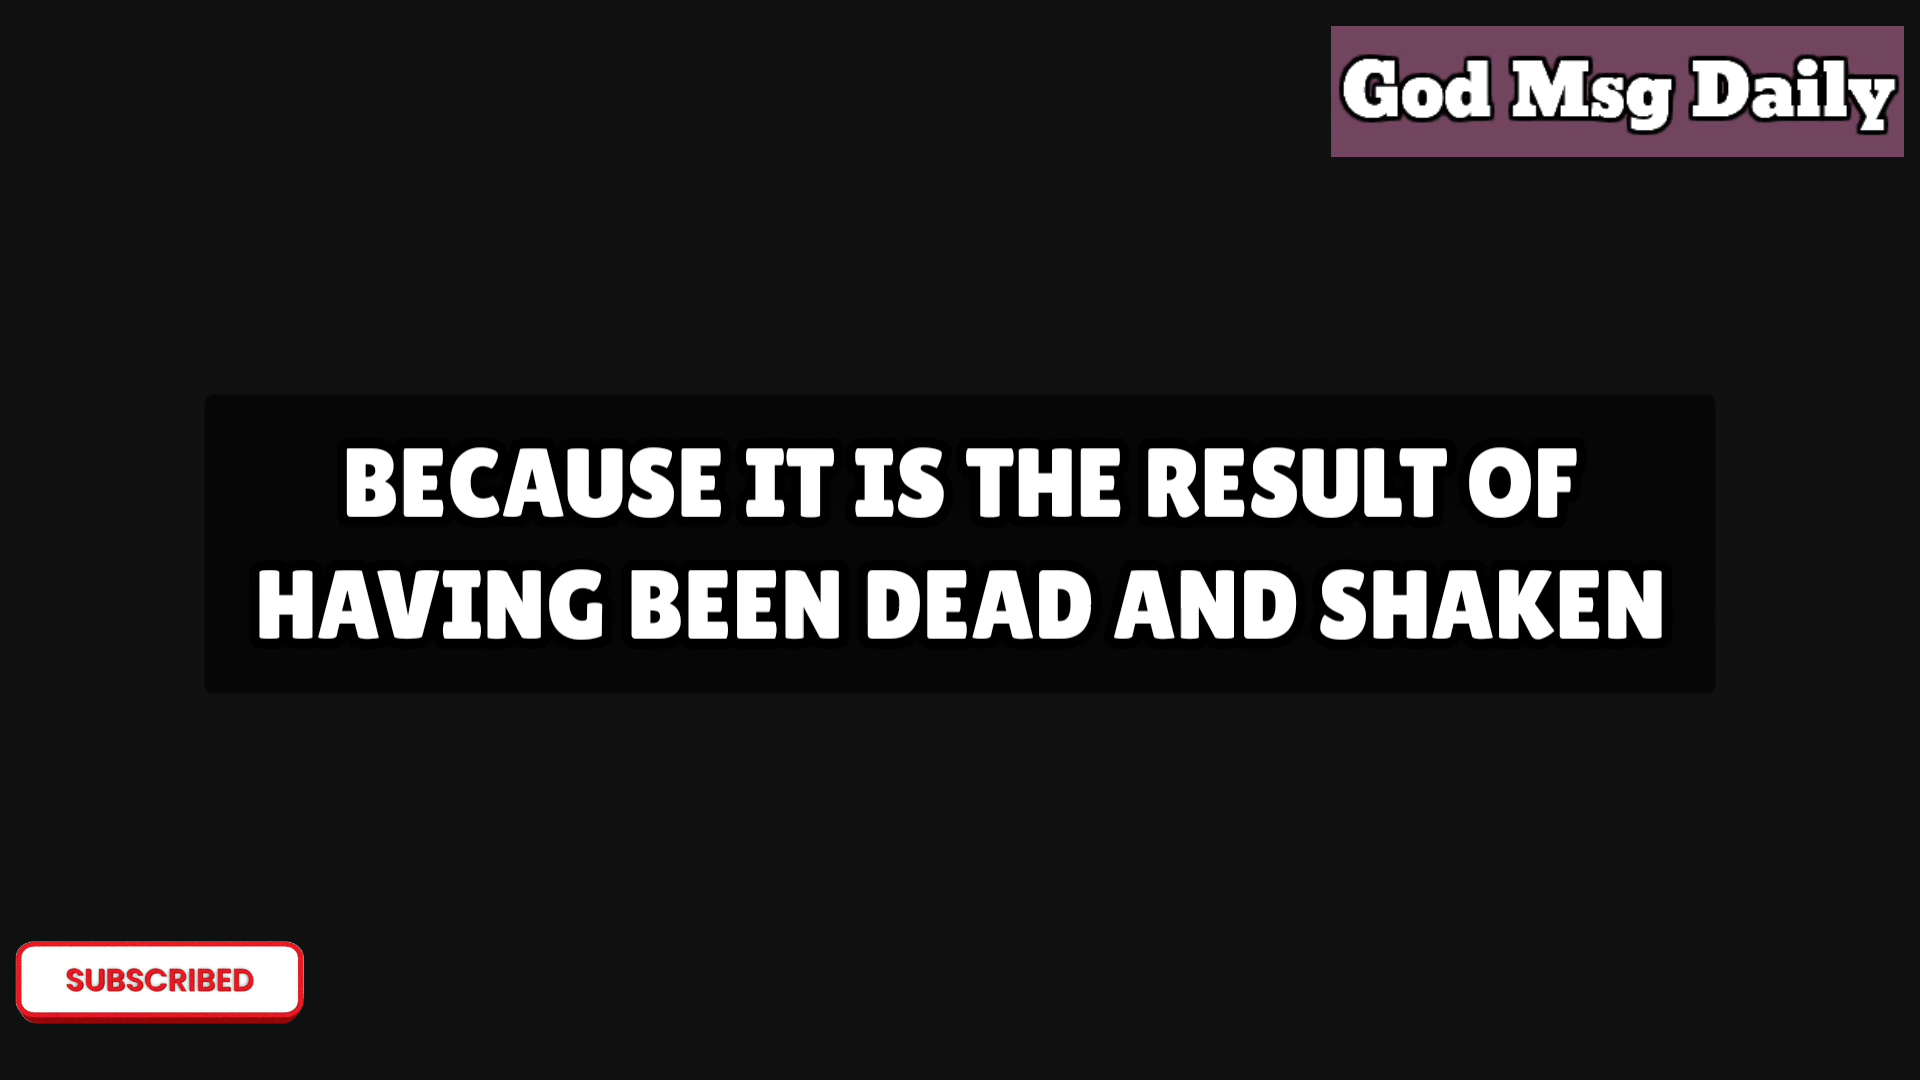 God Msg Daily
BECAUSE IT IS THE RESULT OF
HAVING BEEN DEAD AND SHAKEN
SUBSCRIBED